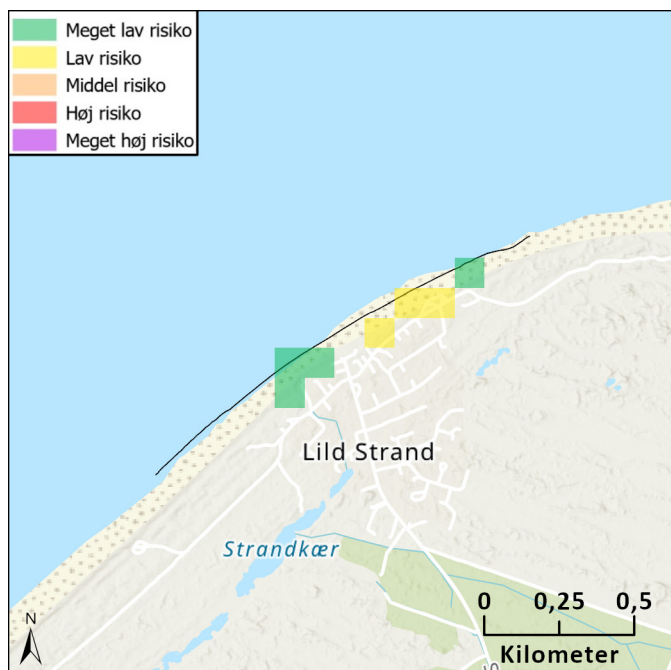 Meget lav risiko
Lav risiko
Middel risiko
Høj risiko
Meget høj risiko
Lild Strand
Strandkær
N
0 0,25 0,5
Kilometer